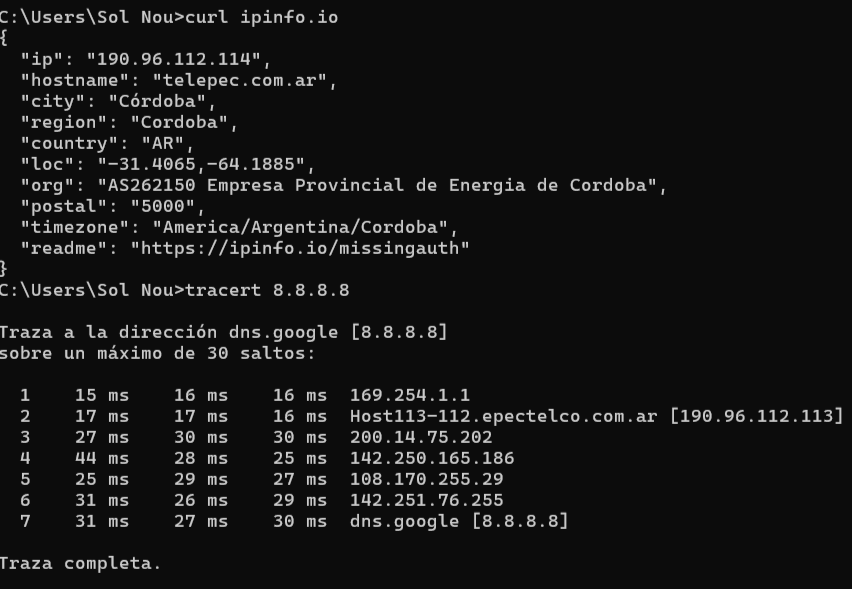 C:\Users\Sol Nou>curl ipinfo.io
{
  "ip": "190.96.112.114",
  "hostname": "telepec.com.ar",
  "city": "Córdoba",
  "region": "Cordoba",
  "country": "AR",
  "loc": "-31.4065,-64.1885",
  "org": "AS262150 Empresa Provincial de Energia de Cordoba",
  "postal": "5000",
  "timezone": "America/Argentina/Cordoba",
  "readme": "https://ipinfo.io/missingauth"
}
C:\Users\Sol Nou>tracert 8.8.8.8
Traza a la dirección dns.google [8.8.8.8]
sobre un máximo de 30 saltos:
  1    15 ms    16 ms    16 ms  169.254.1.1
  2    17 ms    17 ms    16 ms  Host113-112.epectelco.com.ar [190.96.112.113]
  3    27 ms    30 ms    30 ms  200.14.75.202
  4    44 ms    28 ms    25 ms  142.250.165.186
  5    25 ms    29 ms    27 ms  108.170.255.29
  6    31 ms    26 ms    29 ms  142.251.76.255
  7    31 ms    27 ms    30 ms  dns.google [8.8.8.8]
Traza completa.